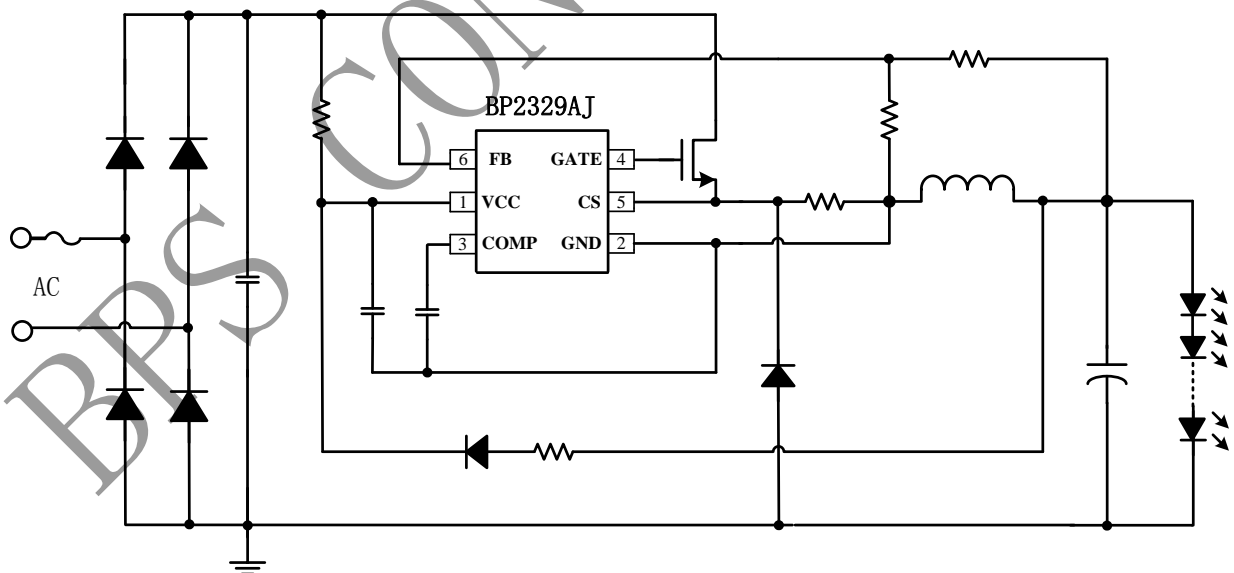 BP2329AJ
6 FB GATE 4
1 VCC CS 5
3 COMP GND 2
AC
BPS CON